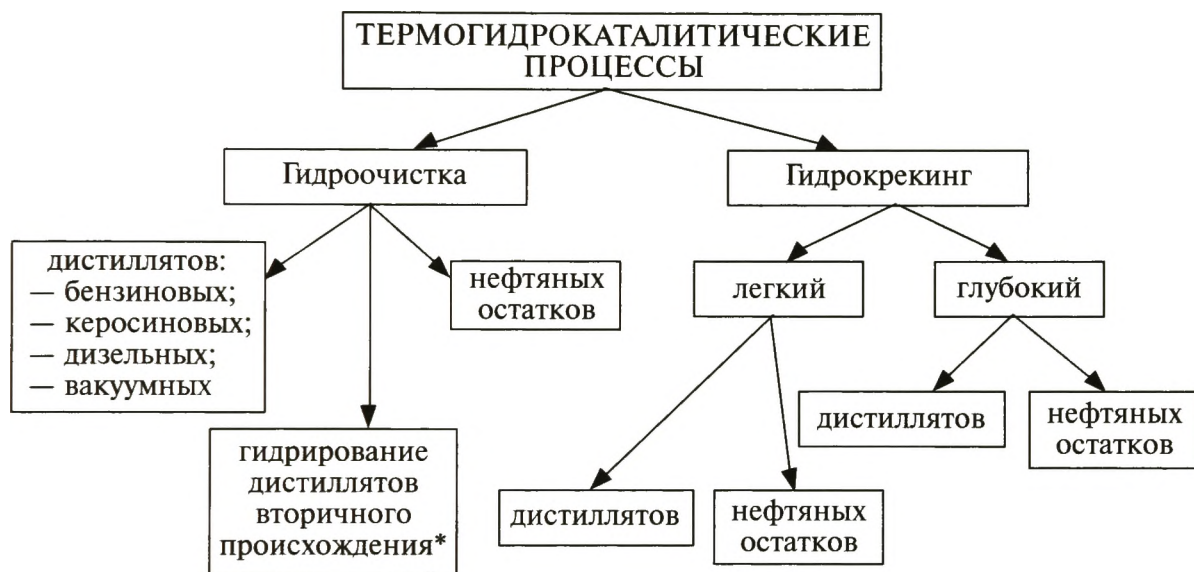 ТЕРМОГИДРОКАТАЛИТИЧЕСКИЕ
ПРОЦЕССЫ
Гидроочистка
Гидрокрекинг
дистиллятов:
— бензиновых;
— керосиновых;
— дизельных;
— вакуумных
нефтяных
остатков
легкий
глубокий
гидрирование
дистиллятов
вторичного
происхождения*
дистиллятов
нефтяных
остатков
дистиллятов
нефтяных
остатков